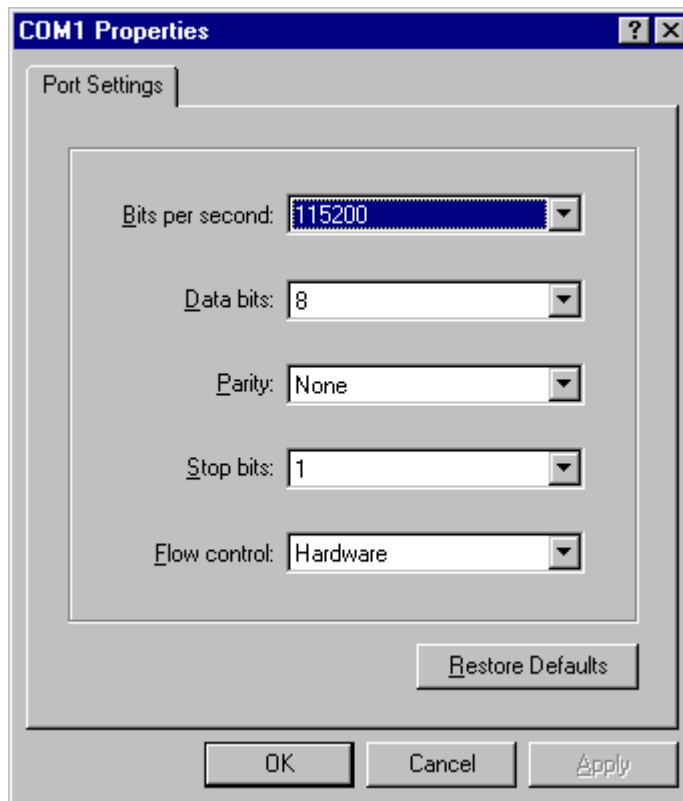 COM1 Properties
Port Settings
Bits per second: 115200
Data bits: 8
Parity: None
Stop bits: 1
Flow control: Hardware
Restore Defaults
OK Cancel Apply